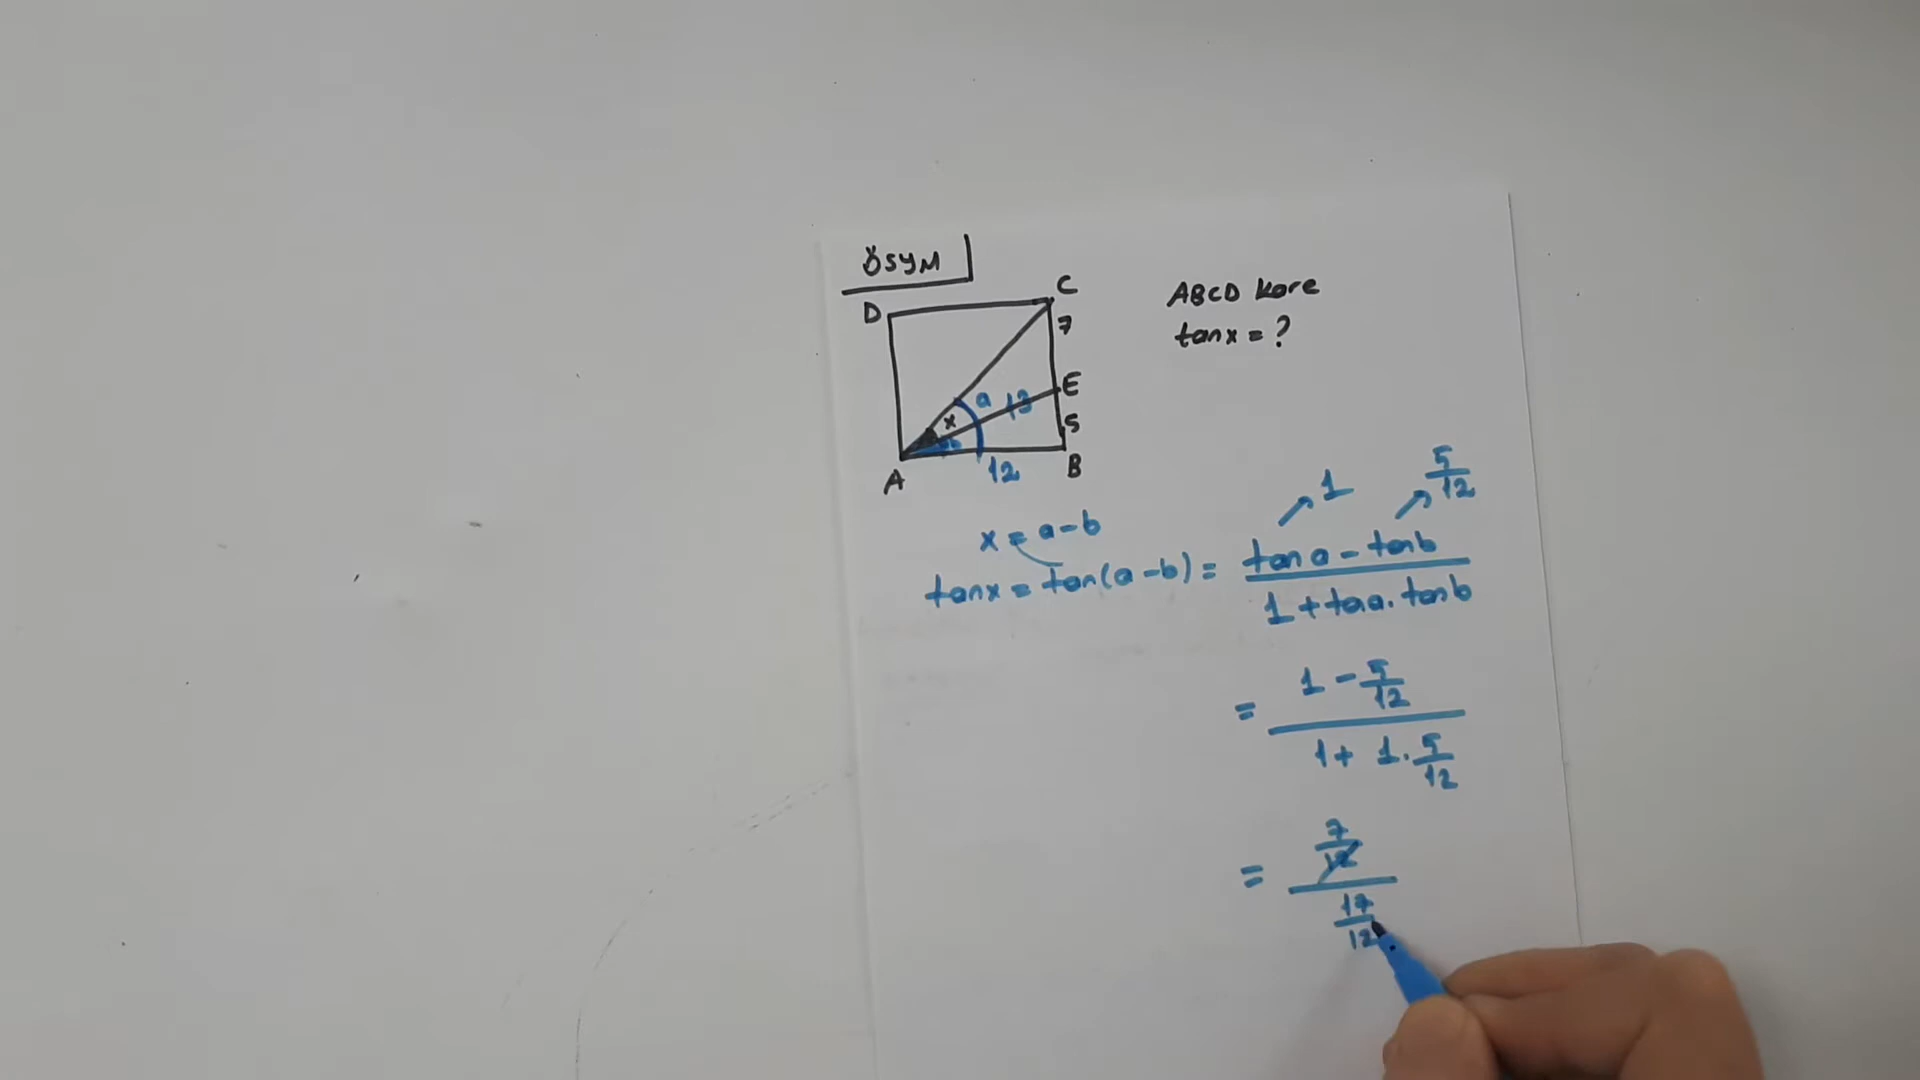 ÖSYM
ABCD kare
tanx = ?
D
C
7
E
a
13
x
b
5
A
12
B
x = a-b
1
5/12
tanx = tan(a-b) = (tana - tanb)/(1 + tana.tanb)
= (1 - 5/12)/(1 + 1.5/12)
= (7/12)/(17/12)